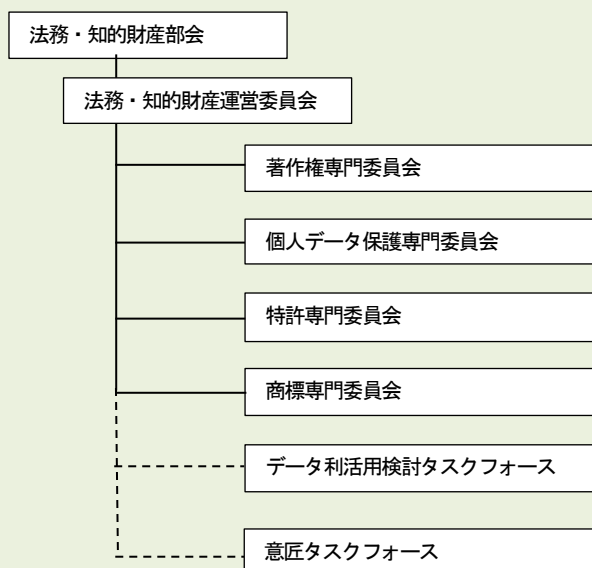 法務・知的財産部会
法務・知的財産運営委員会
著作権専門委員会
個人データ保護専門委員会
特許専門委員会
商標専門委員会
データ利活用検討タスクフォース
意匠タスクフォース